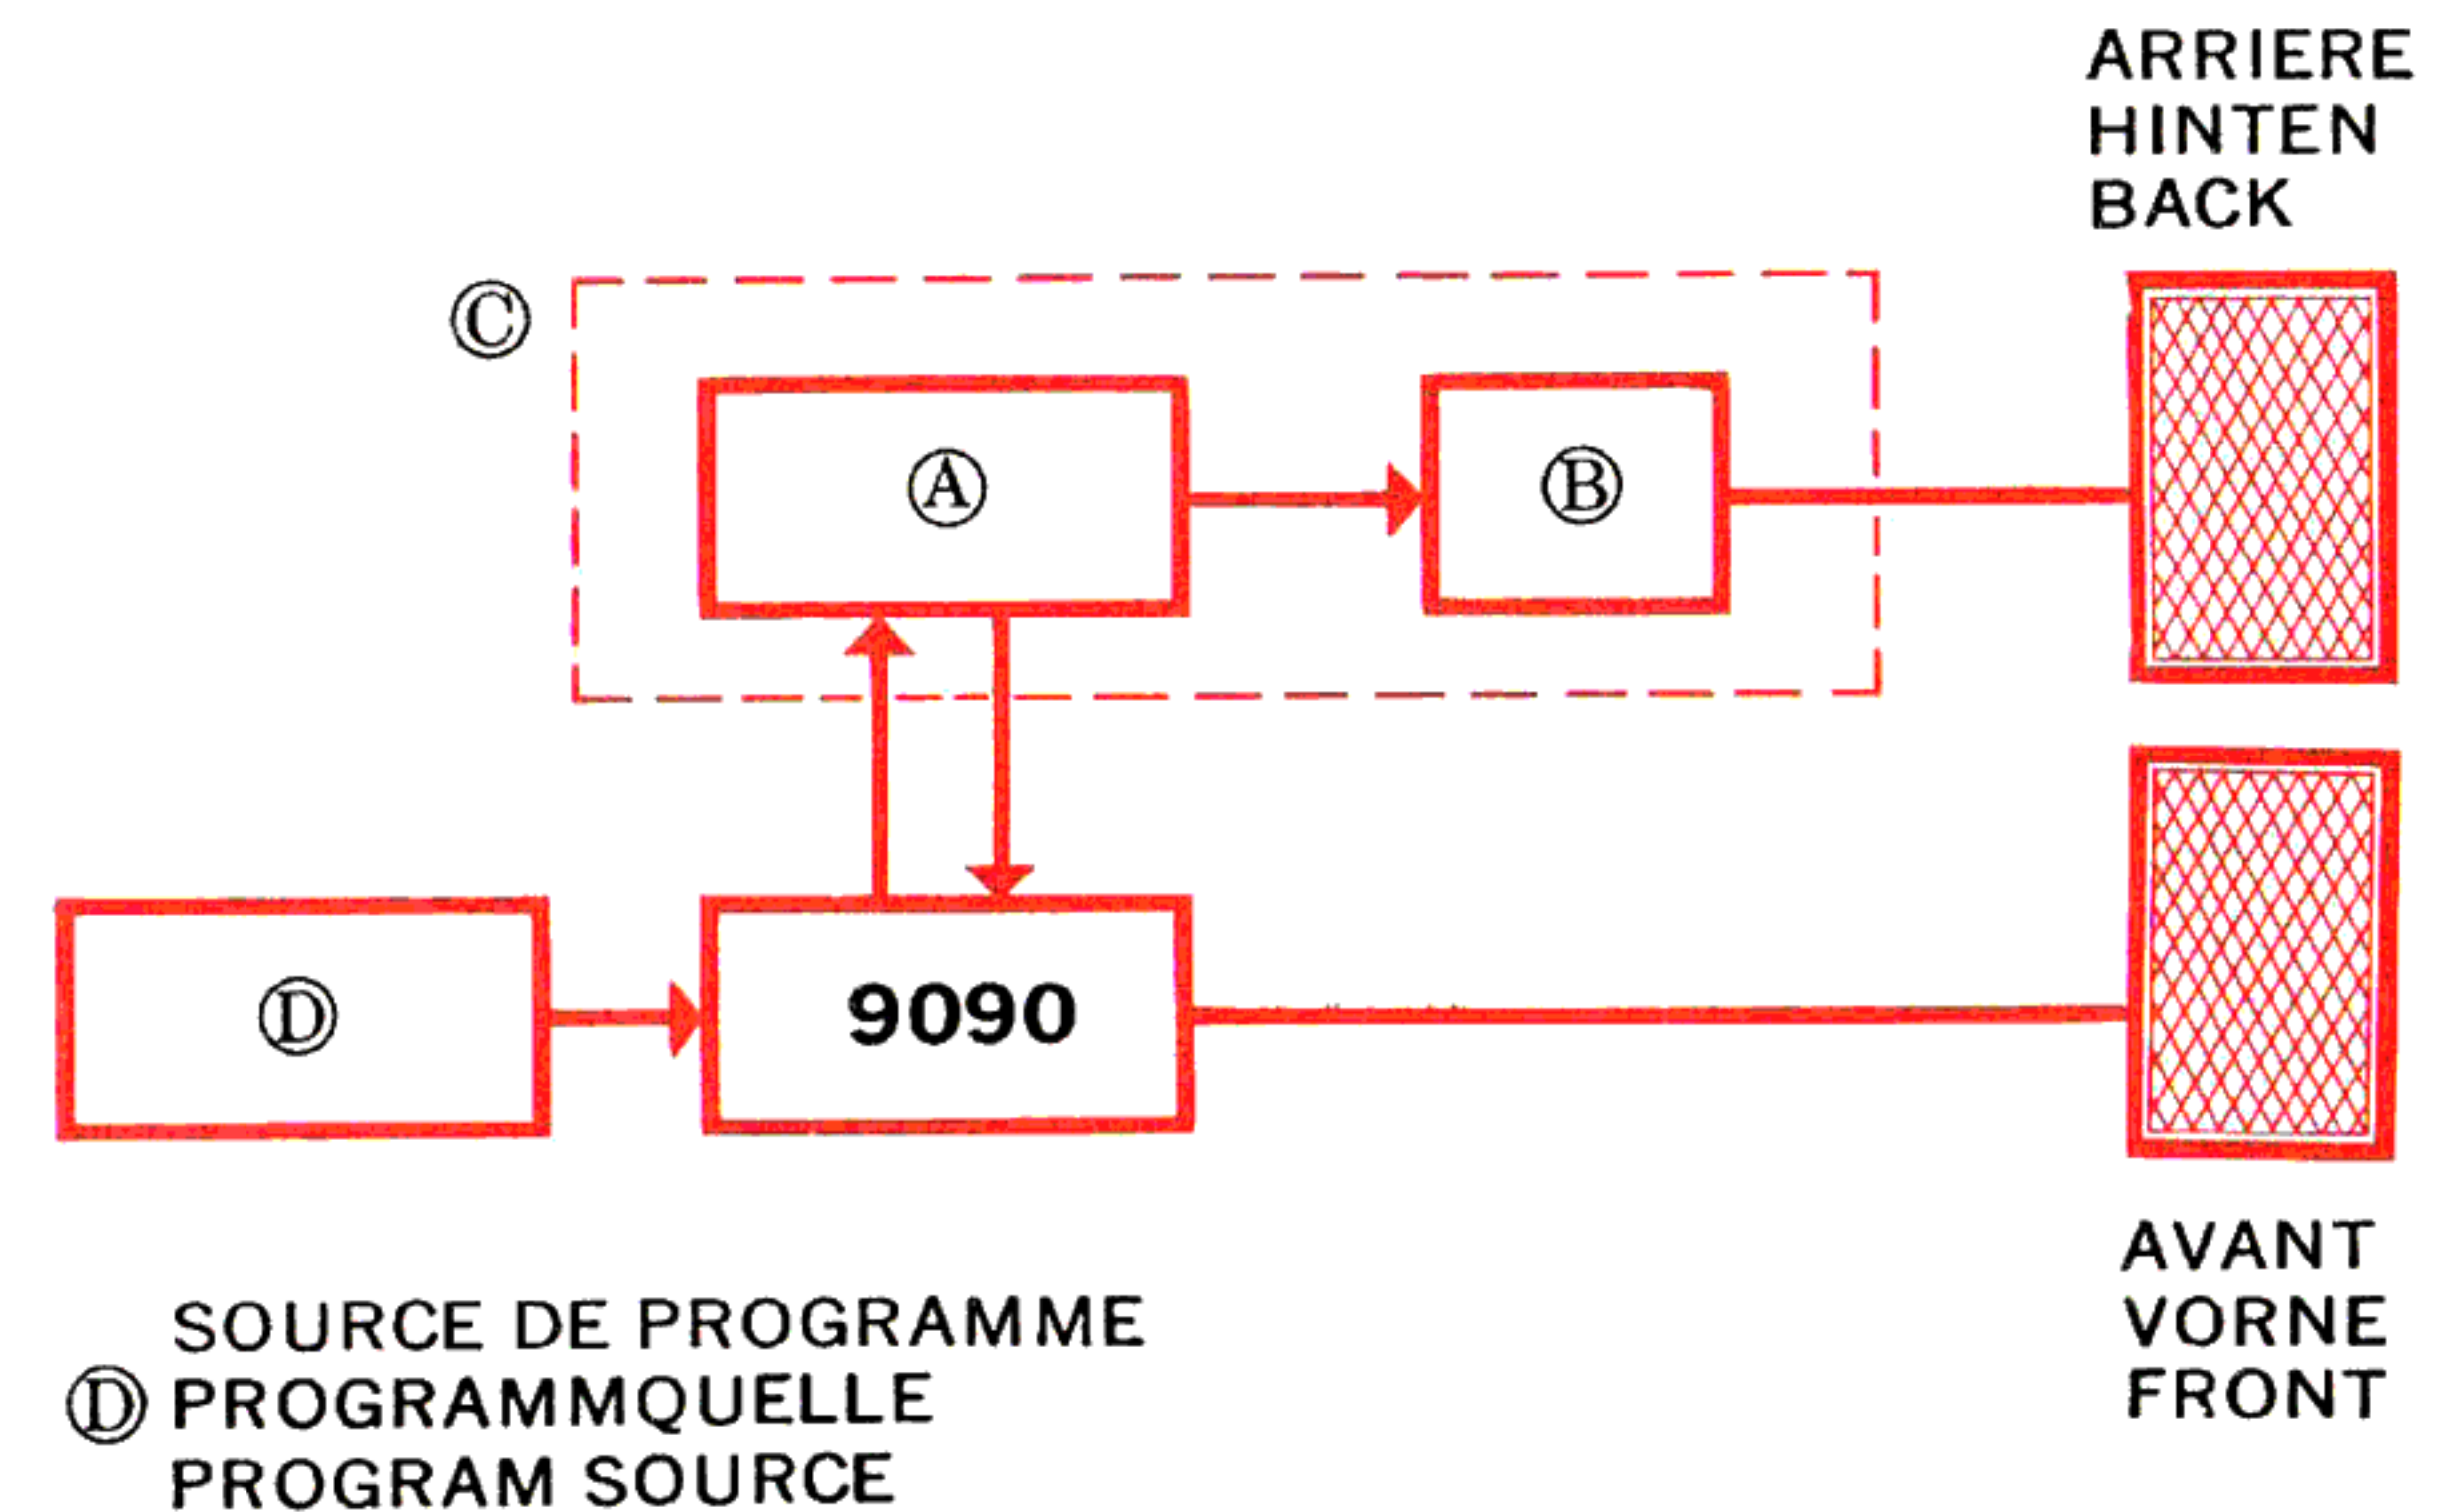 ARRIERE
HINTEN
BACK
Ⓒ
Ⓐ
Ⓑ
Ⓓ
9090
AVANT
VORNE
FRONT
SOURCE DE PROGRAMME
Ⓓ PROGRAMMQUELLE
PROGRAM SOURCE